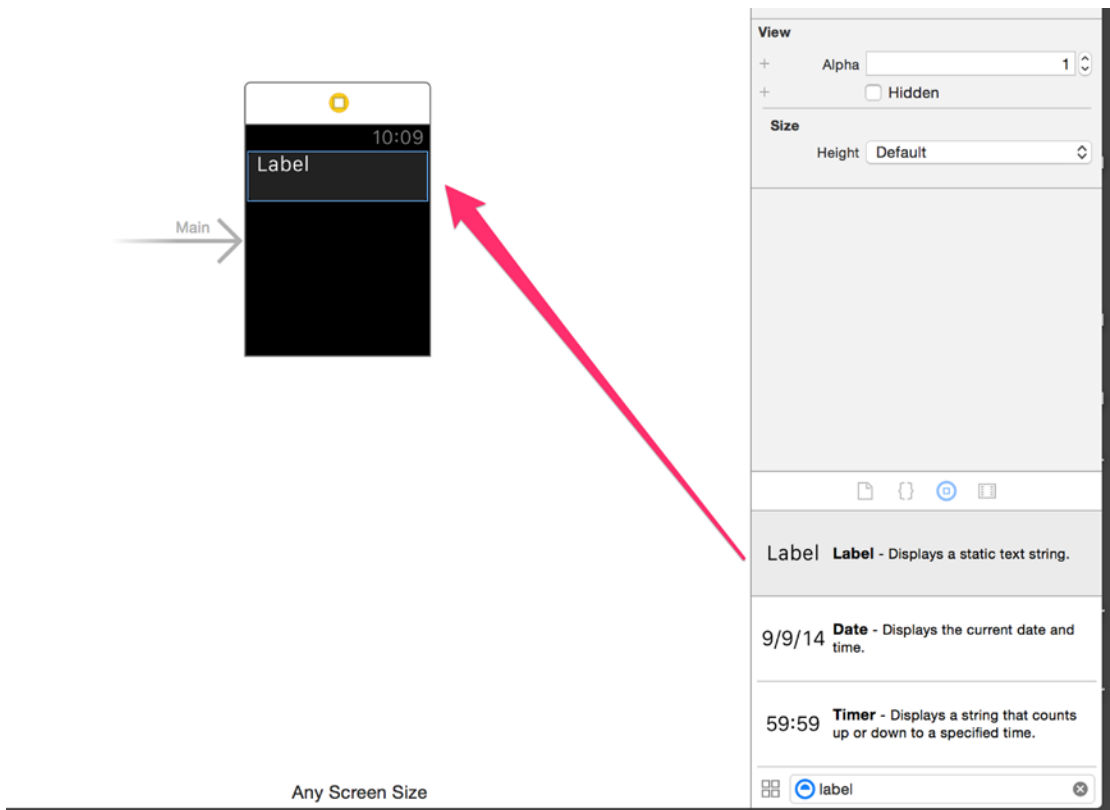 10:09
Label
Main
Any Screen Size
View
+ Alpha 1
+ Hidden
Size
Height Default
{}
Label Label - Displays a static text string.
9/9/14 Date - Displays the current date and
time.
59:59 Timer - Displays a string that counts
up or down to a specified time.
label